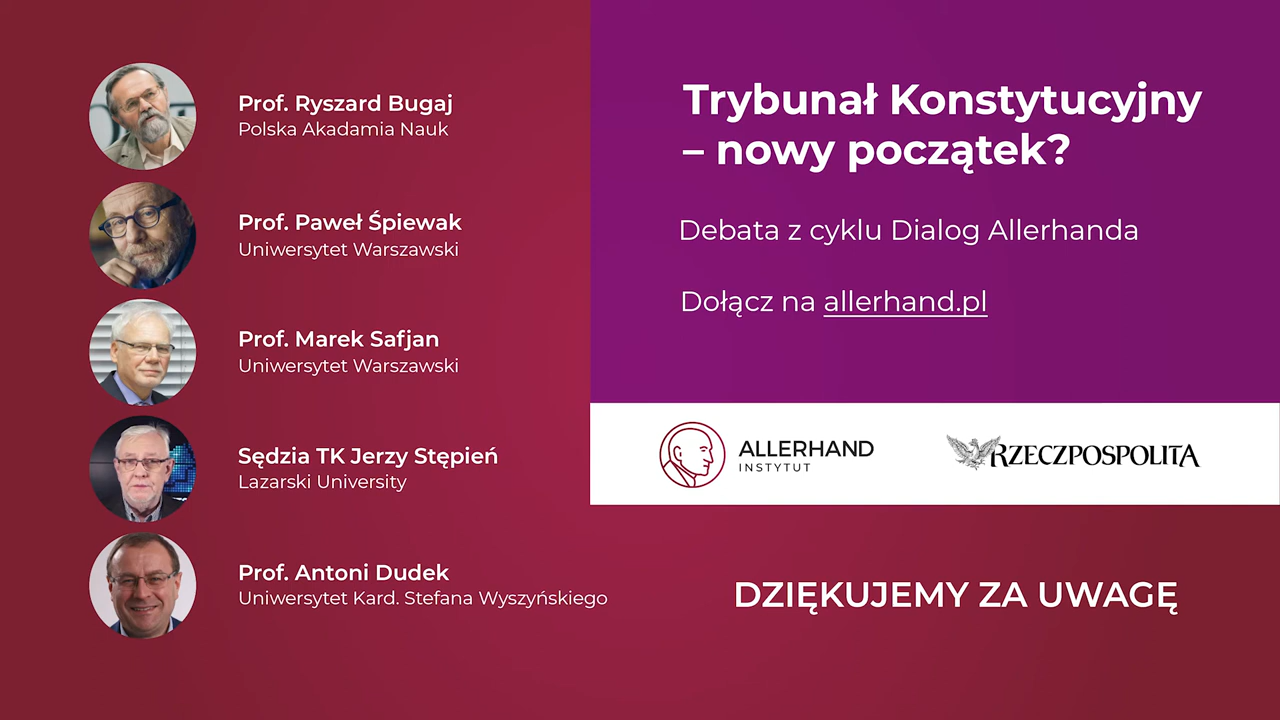 Prof. Ryszard Bugaj
Polska Akadamia Nauk
Prof. Paweł Śpiewak
Uniwersytet Warszawski
Prof. Marek Safjan
Uniwersytet Warszawski
Sędzia TK Jerzy Stępień
Lazarski University
Prof. Antoni Dudek
Uniwersytet Kard. Stefana Wyszyńskiego
Trybunał Konstytucyjny
– nowy początek?
Debata z cyklu Dialog Allerhanda
Dołącz na allerhand.pl
ALLERHAND
INSTYTUT
RZECZPOSPOLITA
DZIĘKUJEMY ZA UWAGĘ